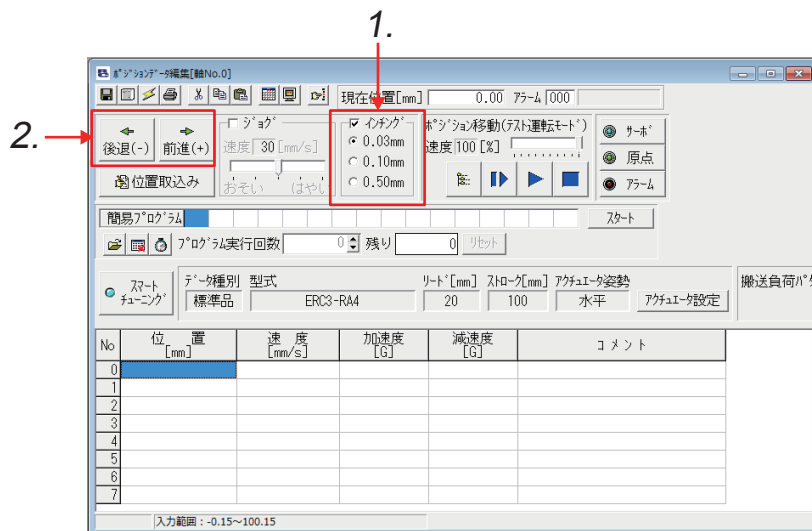 1.
2.
ﾎﾟｼﾞｼｮﾝﾃﾞｰﾀ編集[軸No.0]
現在位置[mm] 0.00 ｱﾗｰﾑ 000
後退(-) 前進(+)
ｼﾞｮｸﾞ
速度 30 [mm/s]
おそい はやい
ｲﾝﾁﾝｸﾞ
0.03mm
0.10mm
0.50mm
ﾎﾟｼﾞｼｮﾝ移動(ﾃｽﾄ運転ﾓｰﾄﾞ)
速度 100 [%]
ｻｰﾎﾞ
原点
ｱﾗｰﾑ
位置取込み
簡易ﾌﾟﾛｸﾞﾗﾑ ｽﾀｰﾄ
ﾌﾟﾛｸﾞﾗﾑ実行回数 0 残り 0 ﾘｾｯﾄ
ｽﾏｰﾄ
ﾁｭｰﾆﾝｸﾞ
ﾃﾞｰﾀ種別 型式 ﾘｰﾄﾞ[mm] ｽﾄﾛｰｸ[mm] ｱｸﾁｭｴｰﾀ姿勢 搬送負荷ﾊﾟ
標準品 ERC3-RA4 20 100 水平 ｱｸﾁｭｴｰﾀ設定
No 位 置 [mm] 速 度 [mm/s] 加速度 [G] 減速度 [G] コメント
0
1
2
3
4
5
6
7
入力範囲：-0.15～100.15